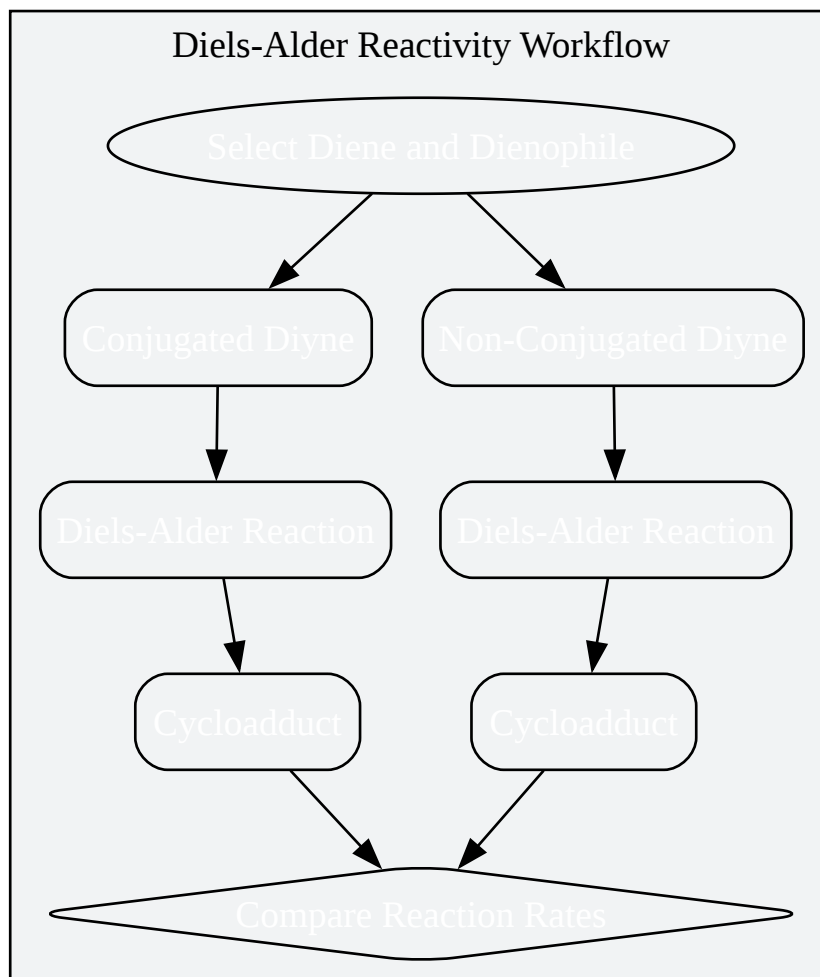 Diels-Alder Reactivity Workflow
Select Diene and Dienophile
Conjugated Diyne
Non-Conjugated Diyne
Diels-Alder Reaction
Diels-Alder Reaction
Cycloadduct
Cycloadduct
Compare Reaction Rates